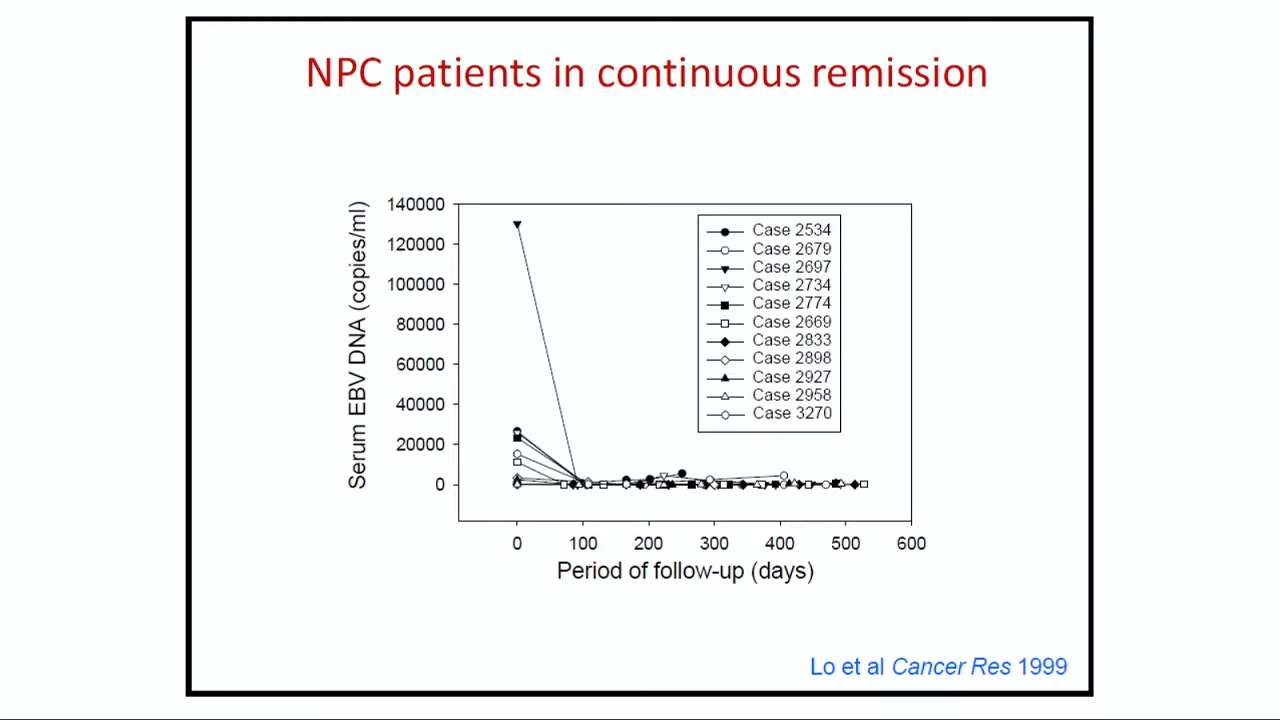 NPC patients in continuous remission
Serum EBV DNA (copies/ml)
140000
120000
100000
80000
60000
40000
20000
0
Case 2534
Case 2679
Case 2697
Case 2734
Case 2774
Case 2669
Case 2833
Case 2898
Case 2927
Case 2958
Case 3270
0 100 200 300 400 500 600
Period of follow-up (days)
Lo et al Cancer Res 1999